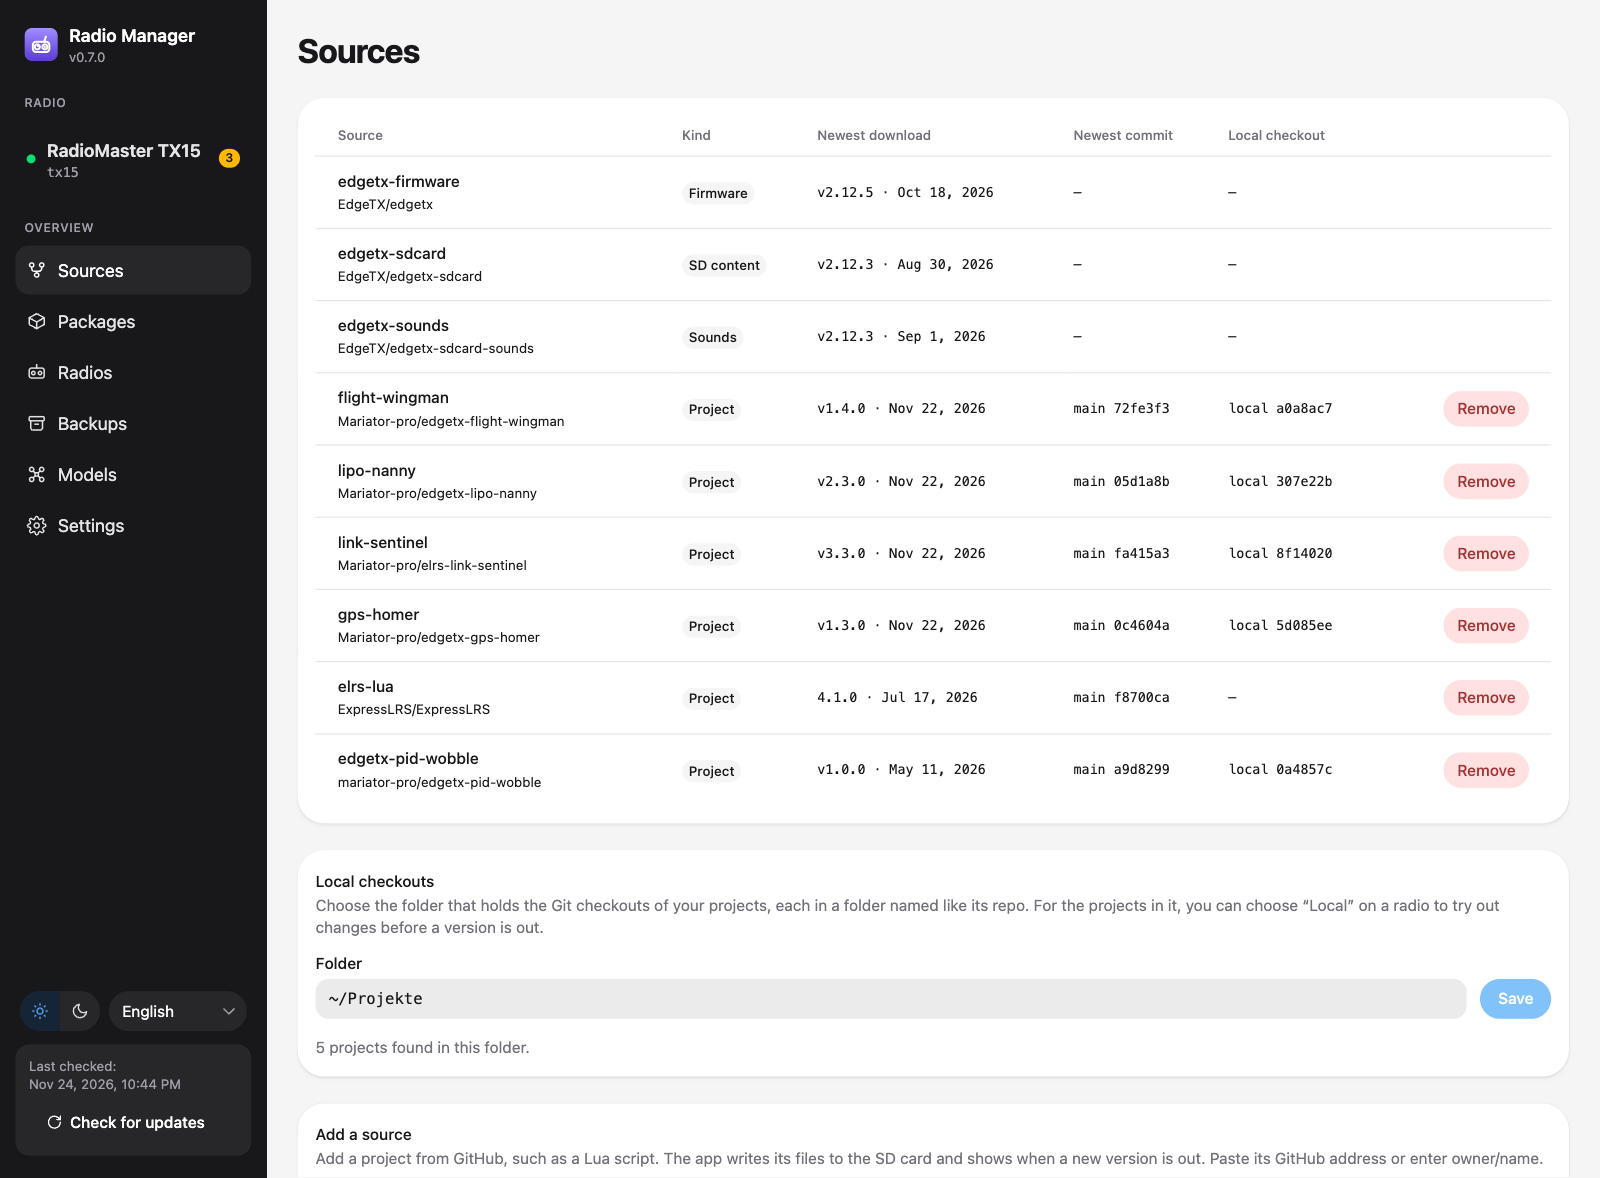 Radio Manager
v0.7.0
RADIO
RadioMaster TX15
3
tx15
OVERVIEW
Sources
Packages
Radios
Backups
Models
Settings
English
Last checked:
Nov 24, 2026, 10:44 PM
Check for updates
Sources
Source Kind Newest download Newest commit Local checkout
edgetx-firmware
EdgeTX/edgetx
Firmware v2.12.5 · Oct 18, 2026 – –
edgetx-sdcard
EdgeTX/edgetx-sdcard
SD content v2.12.3 · Aug 30, 2026 – –
edgetx-sounds
EdgeTX/edgetx-sdcard-sounds
Sounds v2.12.3 · Sep 1, 2026 – –
flight-wingman
Mariator-pro/edgetx-flight-wingman
Project v1.4.0 · Nov 22, 2026 main 72fe3f3 local a0a8ac7 Remove
lipo-nanny
Mariator-pro/edgetx-lipo-nanny
Project v2.3.0 · Nov 22, 2026 main 05d1a8b local 307e22b Remove
link-sentinel
Mariator-pro/elrs-link-sentinel
Project v3.3.0 · Nov 22, 2026 main fa415a3 local 8f14020 Remove
gps-homer
Mariator-pro/edgetx-gps-homer
Project v1.3.0 · Nov 22, 2026 main 0c4604a local 5d085ee Remove
elrs-lua
ExpressLRS/ExpressLRS
Project 4.1.0 · Jul 17, 2026 main f8700ca – Remove
edgetx-pid-wobble
mariator-pro/edgetx-pid-wobble
Project v1.0.0 · May 11, 2026 main a9d8299 local 0a4857c Remove
Local checkouts
Choose the folder that holds the Git checkouts of your projects, each in a folder named like its repo. For the projects in it, you can choose “Local” on a radio to try out
changes before a version is out.
Folder
~/Projekte
Save
5 projects found in this folder.
Add a source
Add a project from GitHub, such as a Lua script. The app writes its files to the SD card and shows when a new version is out. Paste its GitHub address or enter owner/name.